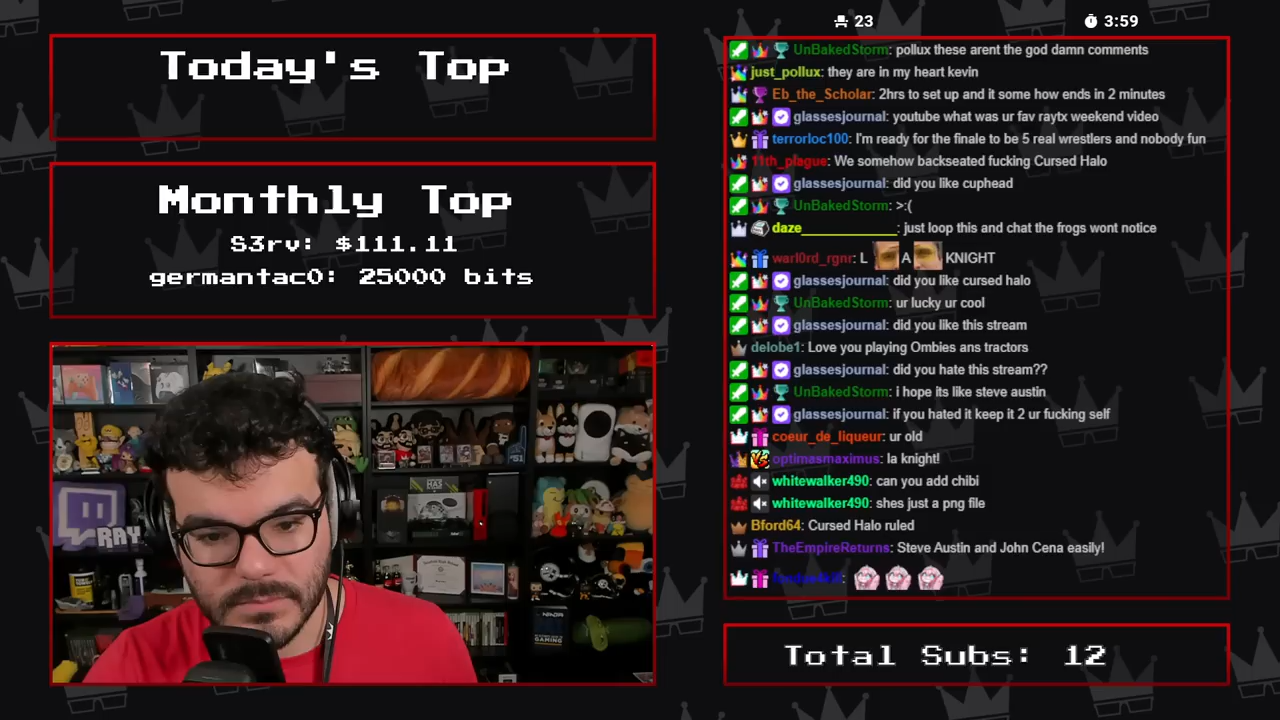 23
3:59
Today's Top
Monthly Top
S3rv: $111.11
germantac0: 25000 bits
UnBakedStorm: pollux these arent the god damn comments
just_pollux: they are in my heart kevin
Eb_the_Scholar: 2hrs to set up and it some how ends in 2 minutes
glassesjournal: youtube what was ur fav raytx weekend video
terrorloc100: I'm ready for the finale to be 5 real wrestlers and nobody fun
11th_plague: We somehow backseated fucking Cursed Halo
glassesjournal: did you like cuphead
UnBakedStorm: >:(
daze_____________: just loop this and chat the frogs wont notice
warl0rd_rgnr: L A KNIGHT
glassesjournal: did you like cursed halo
UnBakedStorm: ur lucky ur cool
glassesjournal: did you like this stream
delobe1: Love you playing Ombies ans tractors
glassesjournal: did you hate this stream??
UnBakedStorm: i hope its like steve austin
glassesjournal: if you hated it keep it 2 ur fucking self
coeur_de_liqueur: ur old
optimasmaximus: la knight!
whitewalker490: can you add chibi
whitewalker490: shes just a png file
Bford64: Cursed Halo ruled
TheEmpireReturns: Steve Austin and John Cena easily!
RAY
Total Subs: 12